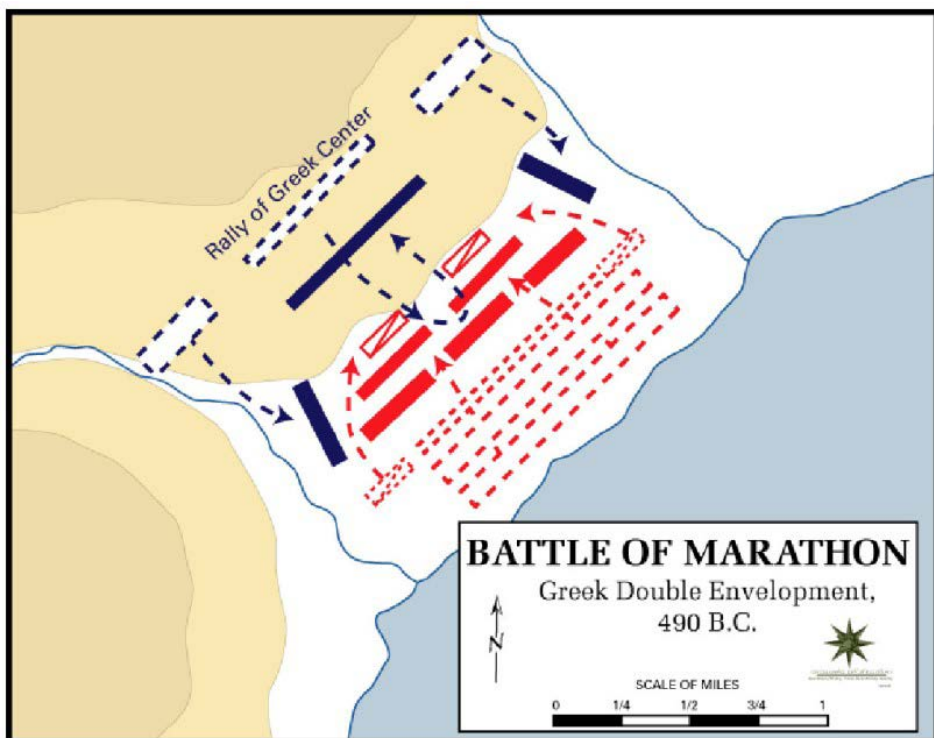 Rally of Greek Center
BATTLE OF MARATHON
Greek Double Envelopment,
490 B.C.
N
SCALE OF MILES
0 1/4 1/2 3/4 1